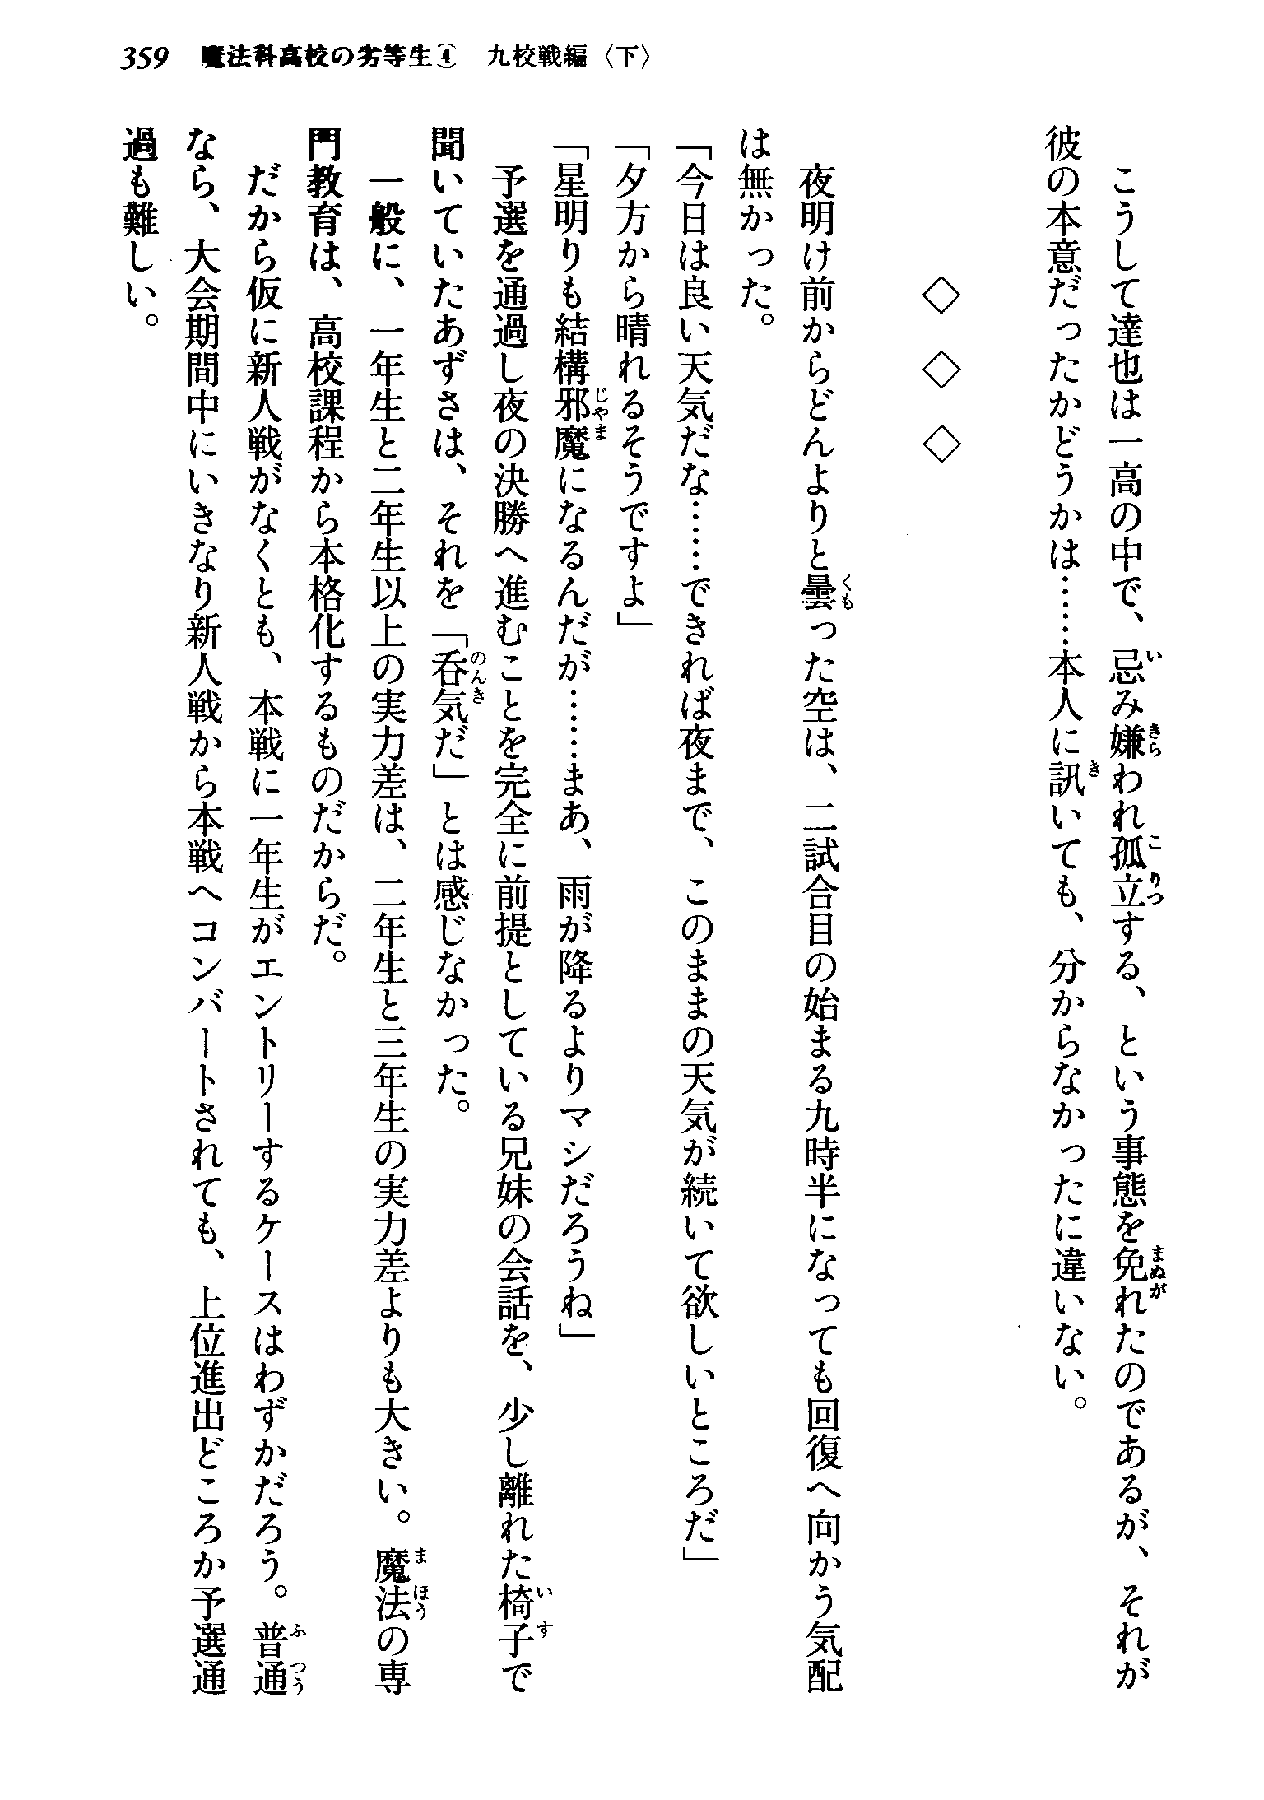 359 魔法科高校の劣等生④ 九校戦編〈下〉
　こうして達也は一高の中で、忌み嫌われ孤立する、という事態を免れたのであるが、それが
彼の本意だったかどうかは……本人に訊いても、分からなかったに違いない。
◇ ◇ ◇
　夜明け前からどんよりと曇った空は、二試合目の始まる九時半になっても回復へ向かう気配
は無かった。
「今日は良い天気だな……できれば夜まで、このままの天気が続いて欲しいところだ」
「夕方から晴れるそうですよ」
「星明りも結構邪魔になるんだが……まあ、雨が降るよりマシだろうね」
　予選を通過し夜の決勝へ進むことを完全に前提としている兄妹の会話を、少し離れた椅子で
聞いていたあずさは、それを「呑気だ」とは感じなかった。
　一般に、一年生と二年生以上の実力差は、二年生と三年生の実力差よりも大きい。魔法の専
門教育は、高校課程から本格化するものだからだ。
　だから仮に新人戦がなくとも、本戦に一年生がエントリーするケースはわずかだろう。普通
なら、大会期間中にいきなり新人戦から本戦へコンバートされても、上位進出どころか予選通
過も難しい。